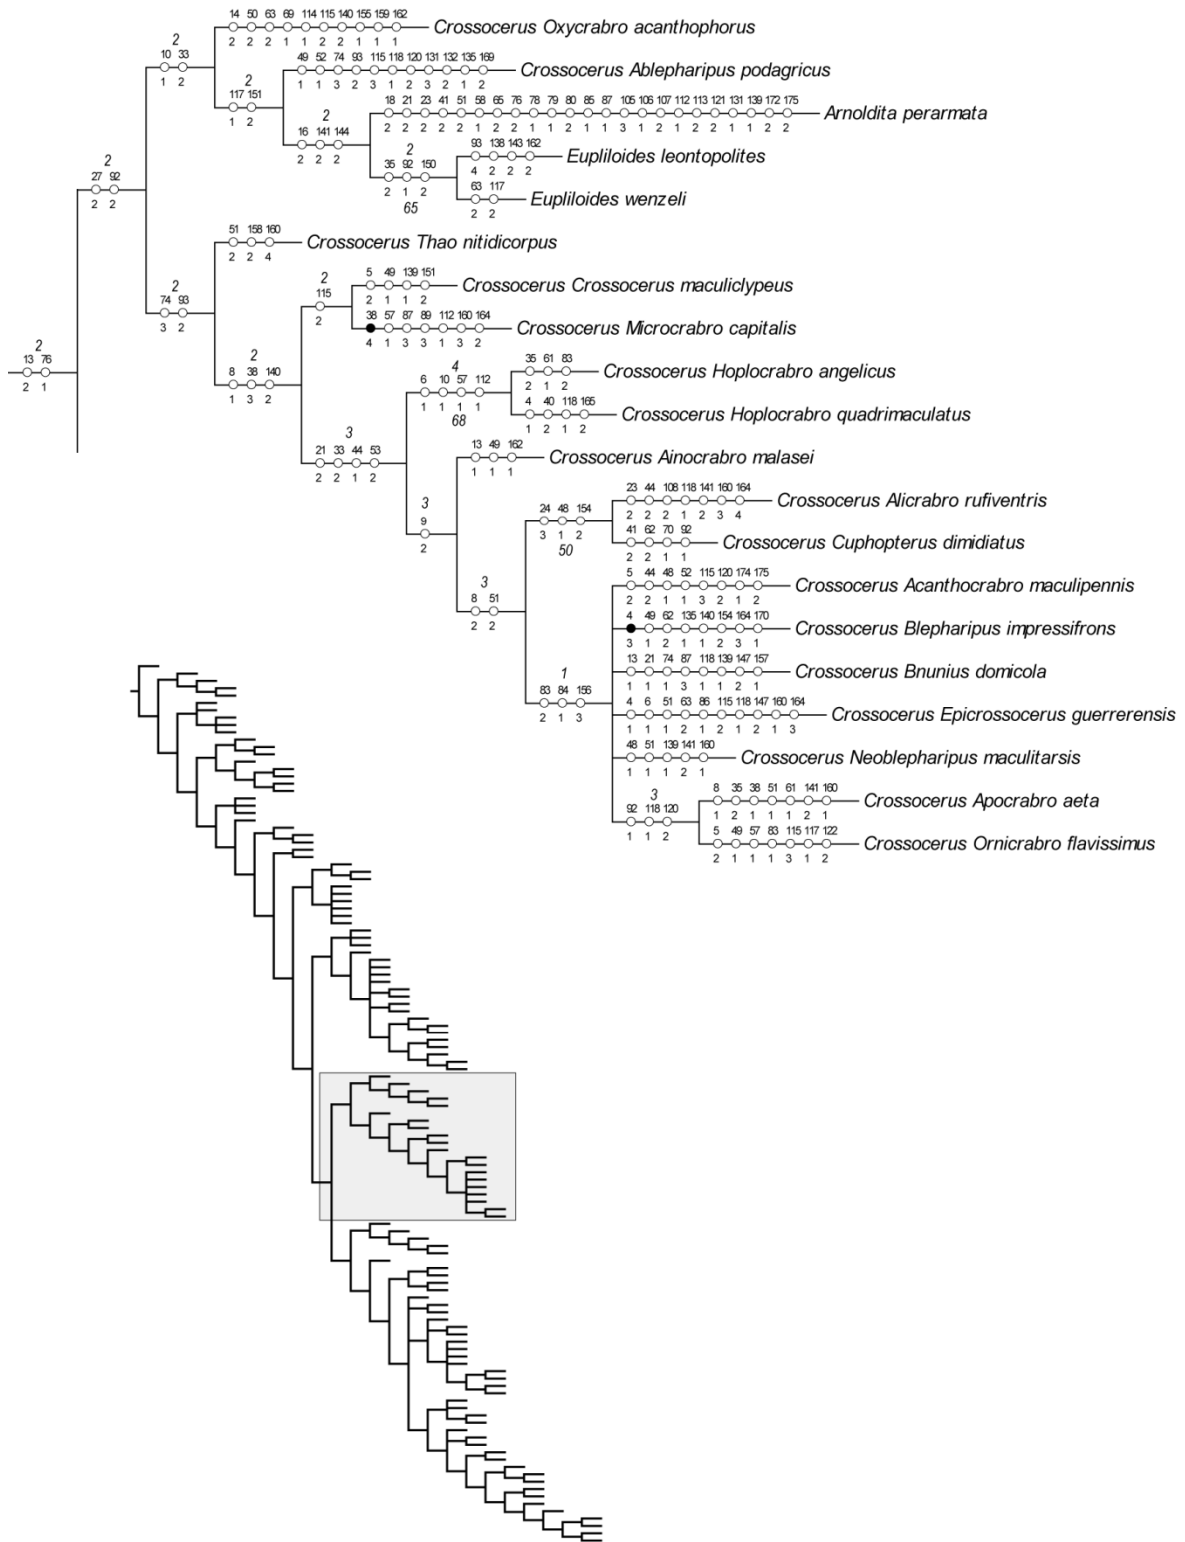 14 50 63 69 114 115 140 155 159 162
Crossocerus Oxycrabro acanthophorus
2 2 2 1 1 2 2 1 1 1
2
10 33
1 2
49 52 74 93 115 118 120 131 132 135 169
Crossocerus Ablepharipus podagricus
1 1 3 2 3 1 2 3 2 1 2
2
117 151
1 2
18 21 23 41 51 58 65 76 78 79 80 85 87 105 106 107 112 113 121 131 139 172 175
Arnoldita perarmata
2 2 2 2 2 1 2 2 1 1 2 1 1 3 1 2 1 2 2 1 1 2 2
2
16 141 144
2 2 2
93 138 143 162
Eupliloides leontopolites
4 2 2 2
2
35 92 150
2 1 2
65
63 117
Eupliloides wenzeli
2 2
2
27 92
2 2
51 158 160
Crossocerus Thao nitidicorpus
2 2 4
2
74 93
3 2
5 49 139 151
Crossocerus Crossocerus maculiclypeus
2 1 1 2
2
115
2
38 57 87 89 112 160 164
Crossocerus Microcrabro capitalis
4 1 3 3 1 3 2
2
13 76
2 1
2
8 38 140
1 3 2
35 61 83
Crossocerus Hoplocrabro angelicus
2 1 2
4
6 10 57 112
1 1 1 1
68
4 40 118 165
Crossocerus Hoplocrabro quadrimaculatus
1 2 1 2
3
21 33 44 53
2 2 1 2
13 49 162
Crossocerus Ainocrabro malasei
1 1 1
3
9
2
23 44 108 118 141 160 164
Crossocerus Alicrabro rufiventris
2 2 2 1 2 3 4
24 48 154
3 1 2
50
41 62 70 92
Crossocerus Cuphopterus dimidiatus
2 2 1 1
5 44 48 52 115 120 174 175
Crossocerus Acanthocrabro maculipennis
2 2 1 1 3 2 1 2
3
8 51
2 2
4 49 62 135 140 154 164 170
Crossocerus Blepharipus impressifrons
3 1 2 1 1 2 3 1
13 21 74 87 118 139 147 157
Crossocerus Bnunius domicola
1 1 1 3 1 1 2 1
1
83 84 156
2 1 3
4 6 51 63 86 115 118 147 160 164
Crossocerus Epicrossocerus guerrerensis
1 1 1 2 1 2 1 2 1 3
48 51 139 141 160
Crossocerus Neoblepharipus maculitarsis
1 1 1 2 1
3
92 118 120
1 1 2
8 35 38 51 61 141 160
Crossocerus Apocrabro aeta
1 2 1 1 1 2 1
5 49 57 83 115 117 122
Crossocerus Ornicrabro flavissimus
2 1 1 1 3 1 2